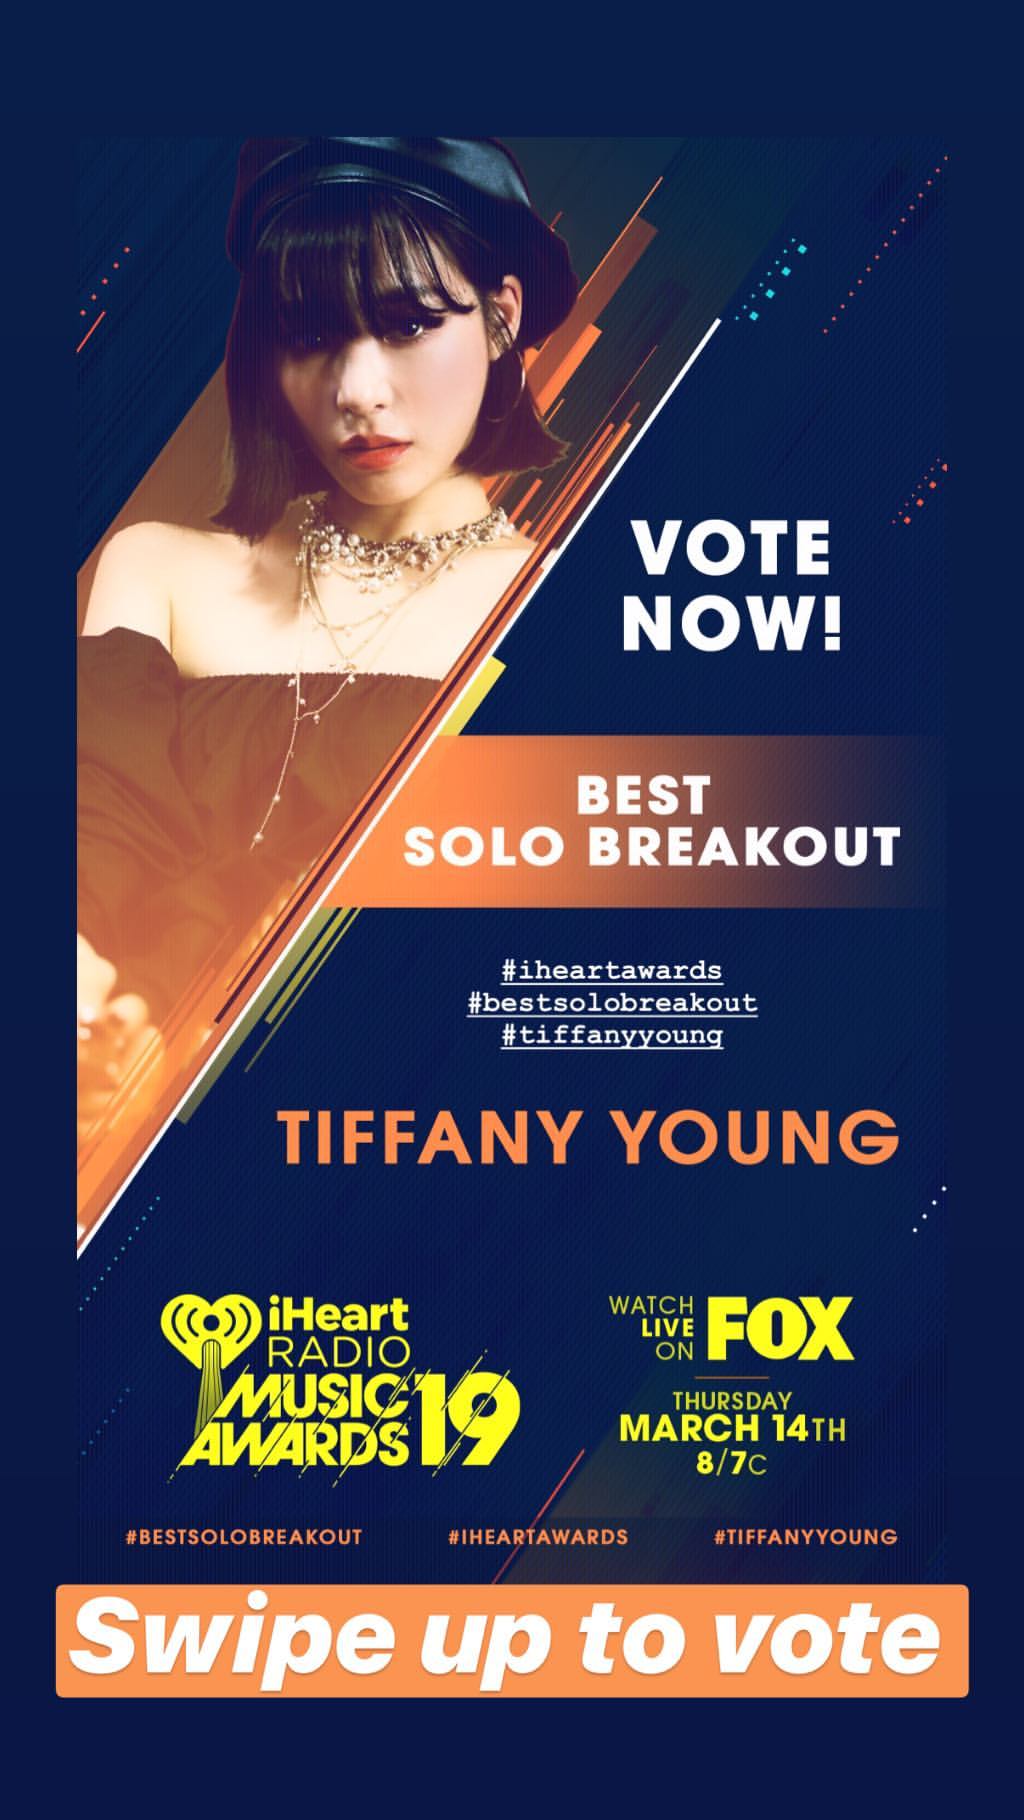 VOTE
NOW!
BEST
SOLO BREAKOUT
#iheartawards
#bestsolobreakout
#tiffanyyoung
TIFFANY YOUNG
iHeart
RADIO
MUSIC
AWARDS '19
WATCH
LIVE
ON
FOX
THURSDAY
MARCH 14TH
8/7C
#BESTSOLOBREAKOUT #IHEARTAWARDS #TIFFANYYOUNG
Swipe up to vote